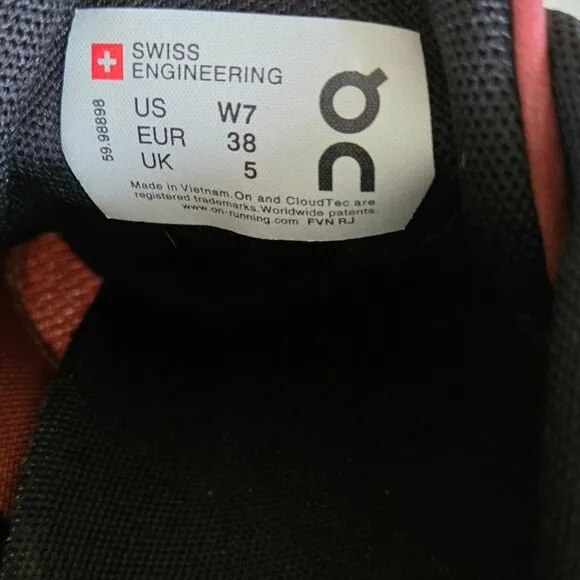 SWISS
ENGINEERING
59.98898
US W7
EUR 38
UK 5
Made in Vietnam.On and CloudTec are
registered trademarks.Worldwide patents.
www.on-running.com FVN RJ